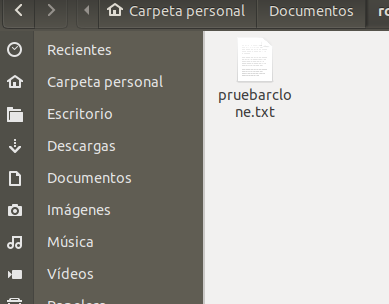 Carpeta personal Documentos
Recientes
Carpeta personal
Escritorio
Descargas
Documentos
Imágenes
Música
Vídeos
pruebarclo
ne.txt